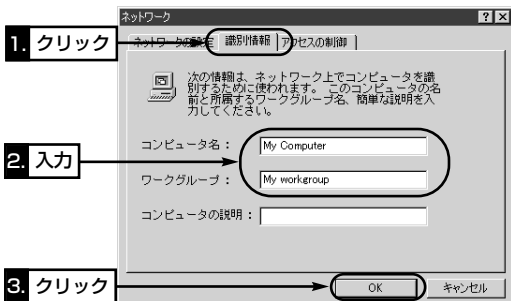 ネットワーク
1. クリック
ネットワークの設定 識別情報 アクセスの制御
次の情報は、ネットワーク上でコンピュータを識
別するために使われます。このコンピュータの名
前と所属するワークグループ名、簡単な説明を入
力してください。
コンピュータ名：
My Computer
2. 入力
ワークグループ：
My workgroup
コンピュータの説明：
3. クリック
OK
キャンセル